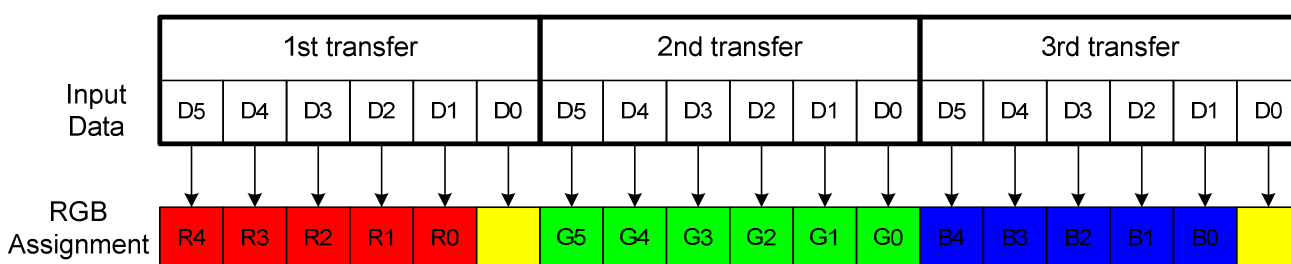 1st transfer 2nd transfer 3rd transfer
Input
Data
D5 D4 D3 D2 D1 D0 D5 D4 D3 D2 D1 D0 D5 D4 D3 D2 D1 D0
RGB
Assignment
R4 R3 R2 R1 R0 G5 G4 G3 G2 G1 G0 B4 B3 B2 B1 B0